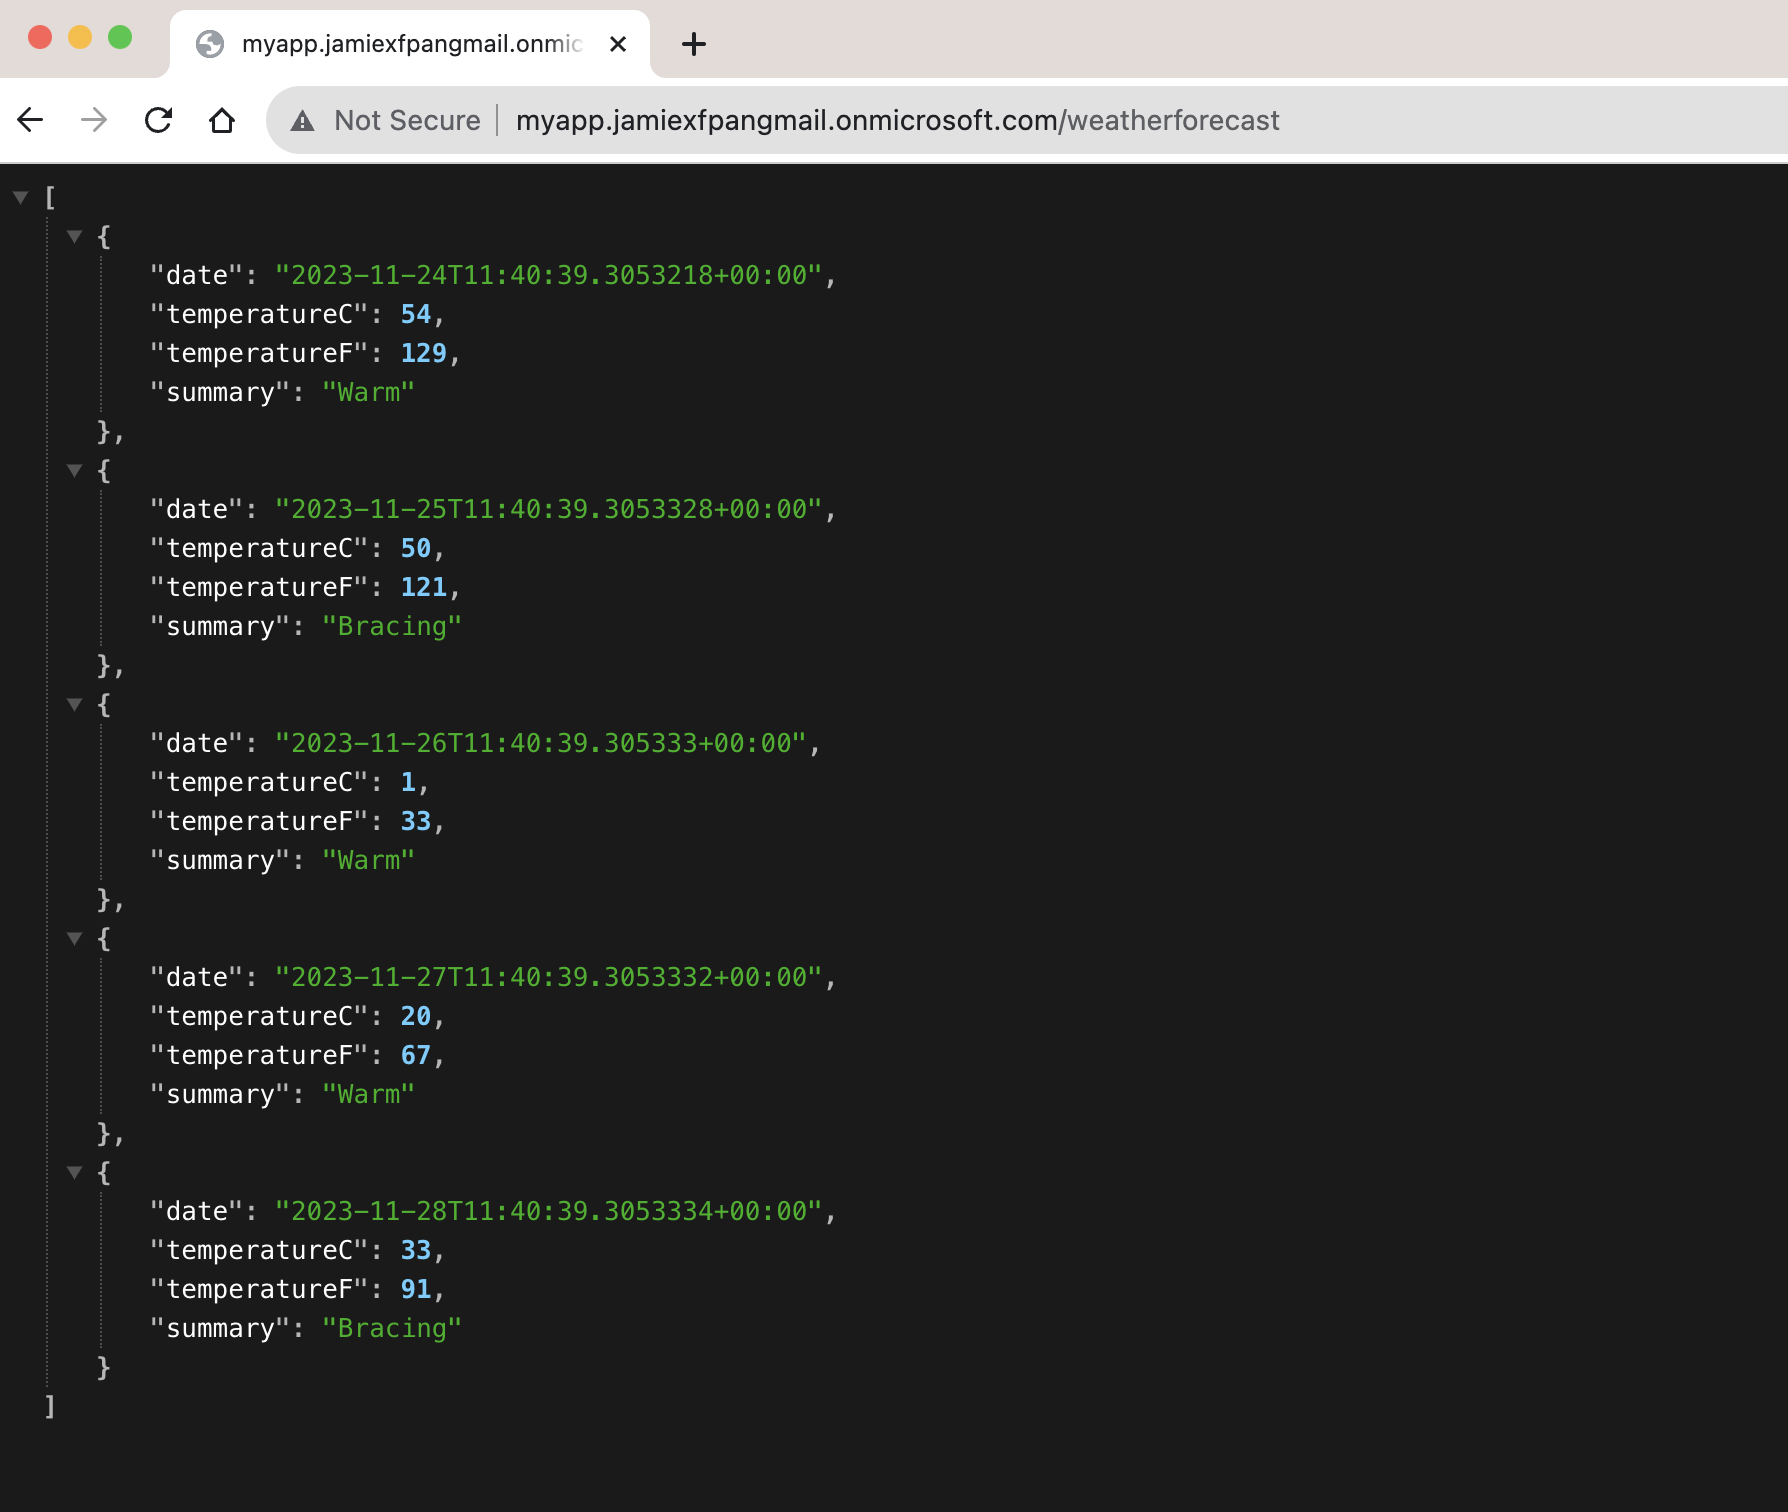 myapp.jamiexfpangmail.onmic
Not Secure myapp.jamiexfpangmail.onmicrosoft.com/weatherforecast
[
{
"date": "2023-11-24T11:40:39.3053218+00:00",
"temperatureC": 54,
"temperatureF": 129,
"summary": "Warm"
},
{
"date": "2023-11-25T11:40:39.3053328+00:00",
"temperatureC": 50,
"temperatureF": 121,
"summary": "Bracing"
},
{
"date": "2023-11-26T11:40:39.305333+00:00",
"temperatureC": 1,
"temperatureF": 33,
"summary": "Warm"
},
{
"date": "2023-11-27T11:40:39.3053332+00:00",
"temperatureC": 20,
"temperatureF": 67,
"summary": "Warm"
},
{
"date": "2023-11-28T11:40:39.3053334+00:00",
"temperatureC": 33,
"temperatureF": 91,
"summary": "Bracing"
}
]